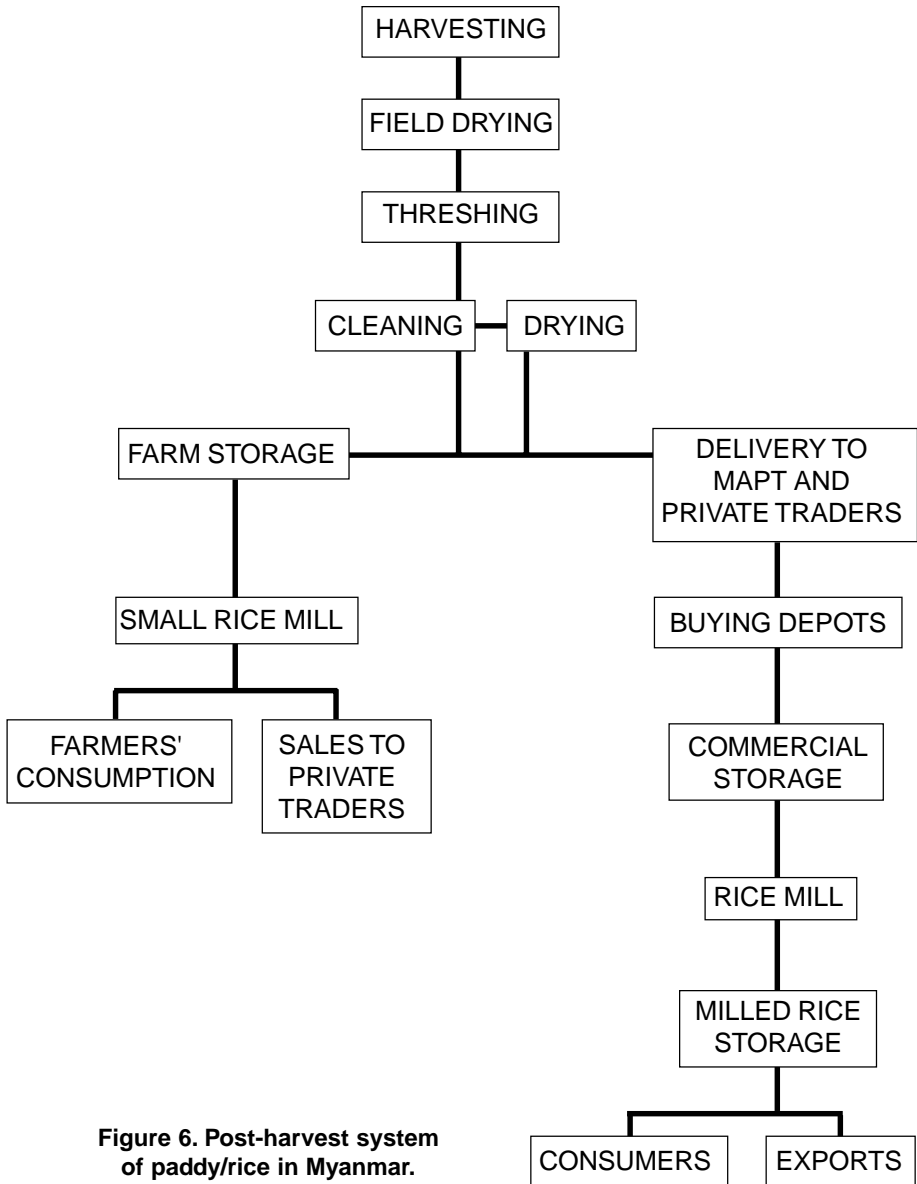 HARVESTING
FIELD DRYING
THRESHING
CLEANING
DRYING
FARM STORAGE
DELIVERY TO
MAPT AND
PRIVATE TRADERS
SMALL RICE MILL
BUYING DEPOTS
FARMERS'
CONSUMPTION
SALES TO
PRIVATE
TRADERS
COMMERCIAL
STORAGE
RICE MILL
MILLED RICE
STORAGE
CONSUMERS
EXPORTS
Figure 6. Post-harvest system
of paddy/rice in Myanmar.